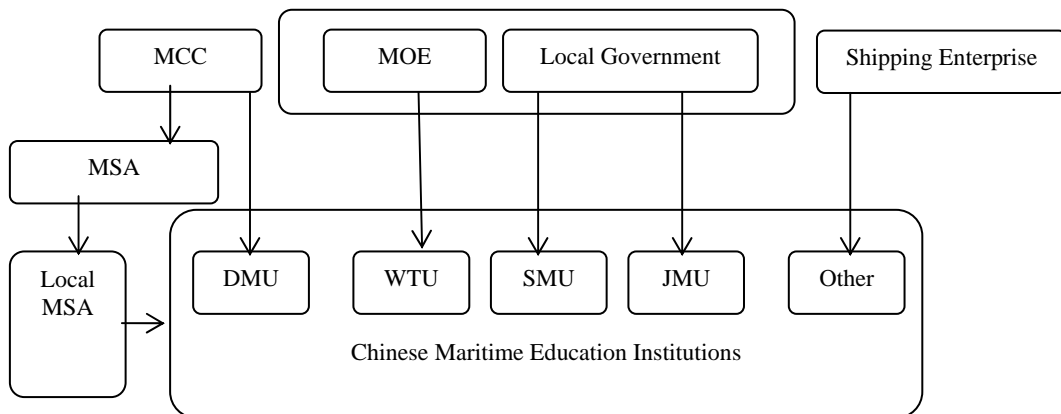 MCC
MOE
Local Government
Shipping Enterprise
MSA
Local
MSA
DMU
WTU
SMU
JMU
Other
Chinese Maritime Education Institutions